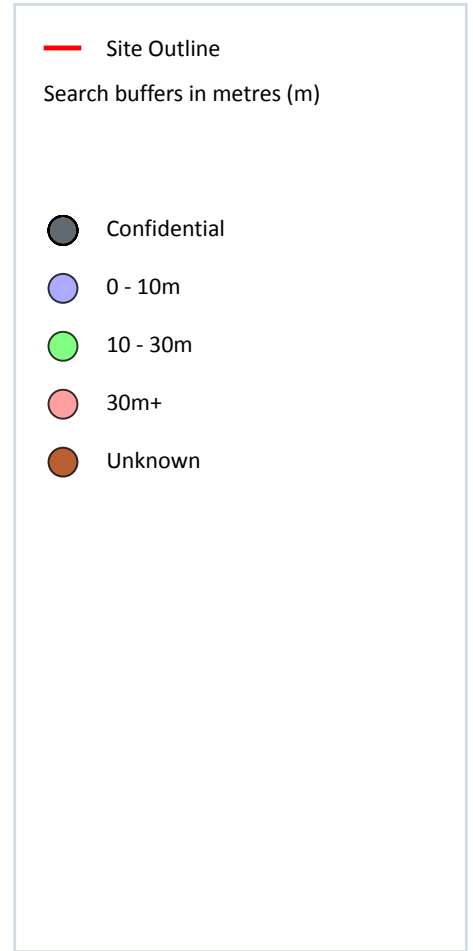 Site Outline
Search buffers in metres (m)
Confidential
0 - 10m
10 - 30m
30m+
Unknown